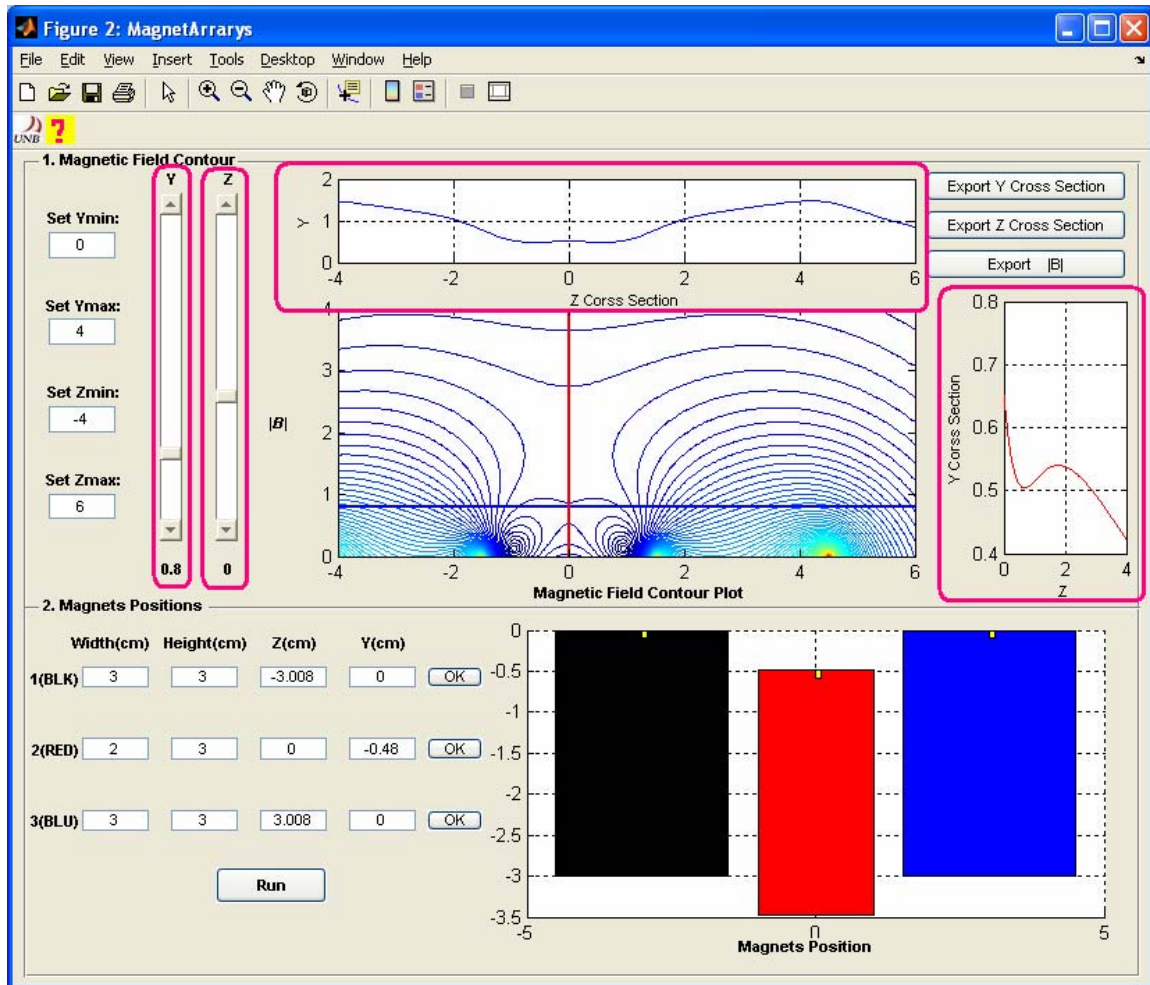 Figure 2: MagnetArrarys
File Edit View Insert Tools Desktop Window Help
UNB ?
1. Magnetic Field Contour
Y Z
Set Ymin:
0
Set Ymax:
4
Set Zmin:
-4
Set Zmax:
6
0.8 0
2
1
0
Y
-4 -2 0 2 4 6
Z Corss Section
Export Y Cross Section
Export Z Cross Section
Export |B|
|B|
4
3
2
1
0
-4 -2 0 2 4 6
Magnetic Field Contour Plot
0.8
0.7
0.6
0.5
0.4
Y Corss Section
0 2 4
Z
2. Magnets Positions
Width(cm) Height(cm) Z(cm) Y(cm)
1(BLK) 3 3 -3.008 0 OK
2(RED) 2 3 0 -0.48 OK
3(BLU) 3 3 3.008 0 OK
Run
0
-0.5
-1
-1.5
-2
-2.5
-3
-3.5
-5 0 5
Magnets Position